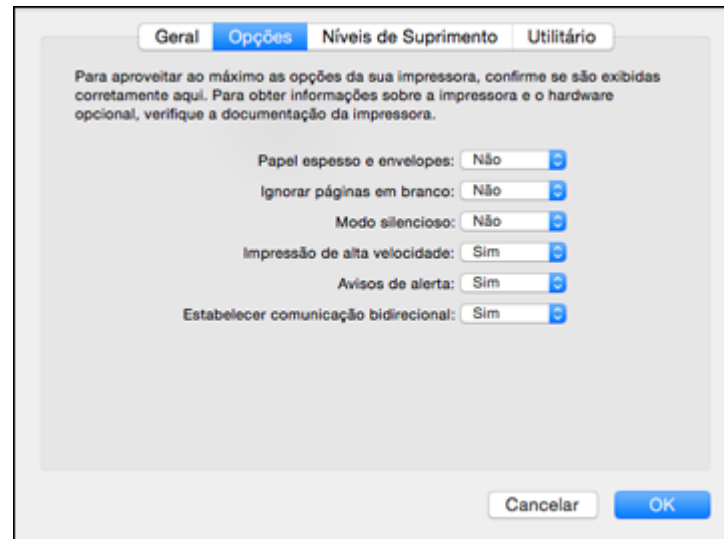 Geral Opções Níveis de Suprimento Utilitário
Para aproveitar ao máximo as opções da sua impressora, confirme se são exibidas
corretamente aqui. Para obter informações sobre a impressora e o hardware
opcional, verifique a documentação da impressora.
Papel espesso e envelopes: Não
Ignorar páginas em branco: Não
Modo silencioso: Não
Impressão de alta velocidade: Sim
Avisos de alerta: Sim
Estabelecer comunicação bidirecional: Sim
Cancelar OK